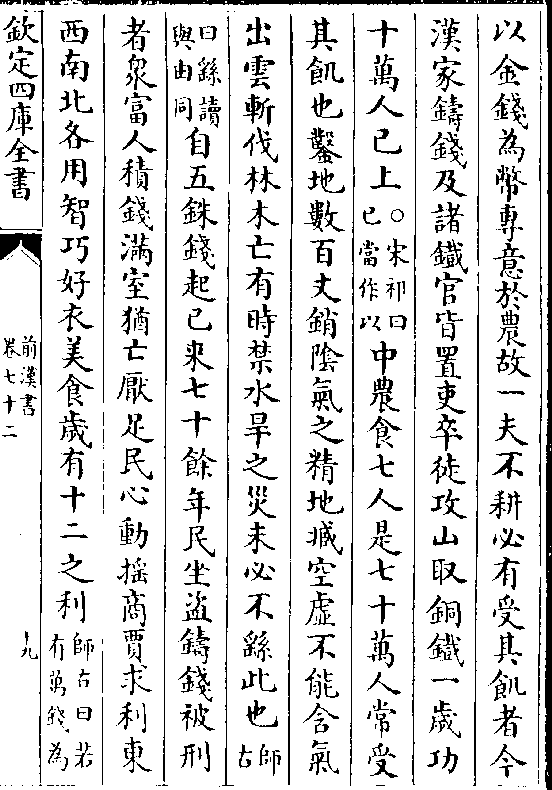 以金錢為幣專意於農故一夫不耕必有受其飢者今
漢家鑄錢及諸鐵官皆置吏卒徒攻山取銅鐵一歲功
十萬人已上○宋祁曰已當作以中農食七人是七十萬人常受
其飢也鑿地數百丈銷隂氣之精地臧空虛不能含氣
出雲斬伐林木亡有時禁水旱之災未必不繇此也師古
曰繇讀與由同自五銖錢起已來七十餘年民坐盜鑄錢被刑
者衆富人積錢滿室猶亡厭足民心動揺商賈求利東
西南北各用智巧好衣美食歲有十二之利師古曰若有萬錢為
欽定四庫全書
前漢書
卷七十二
九